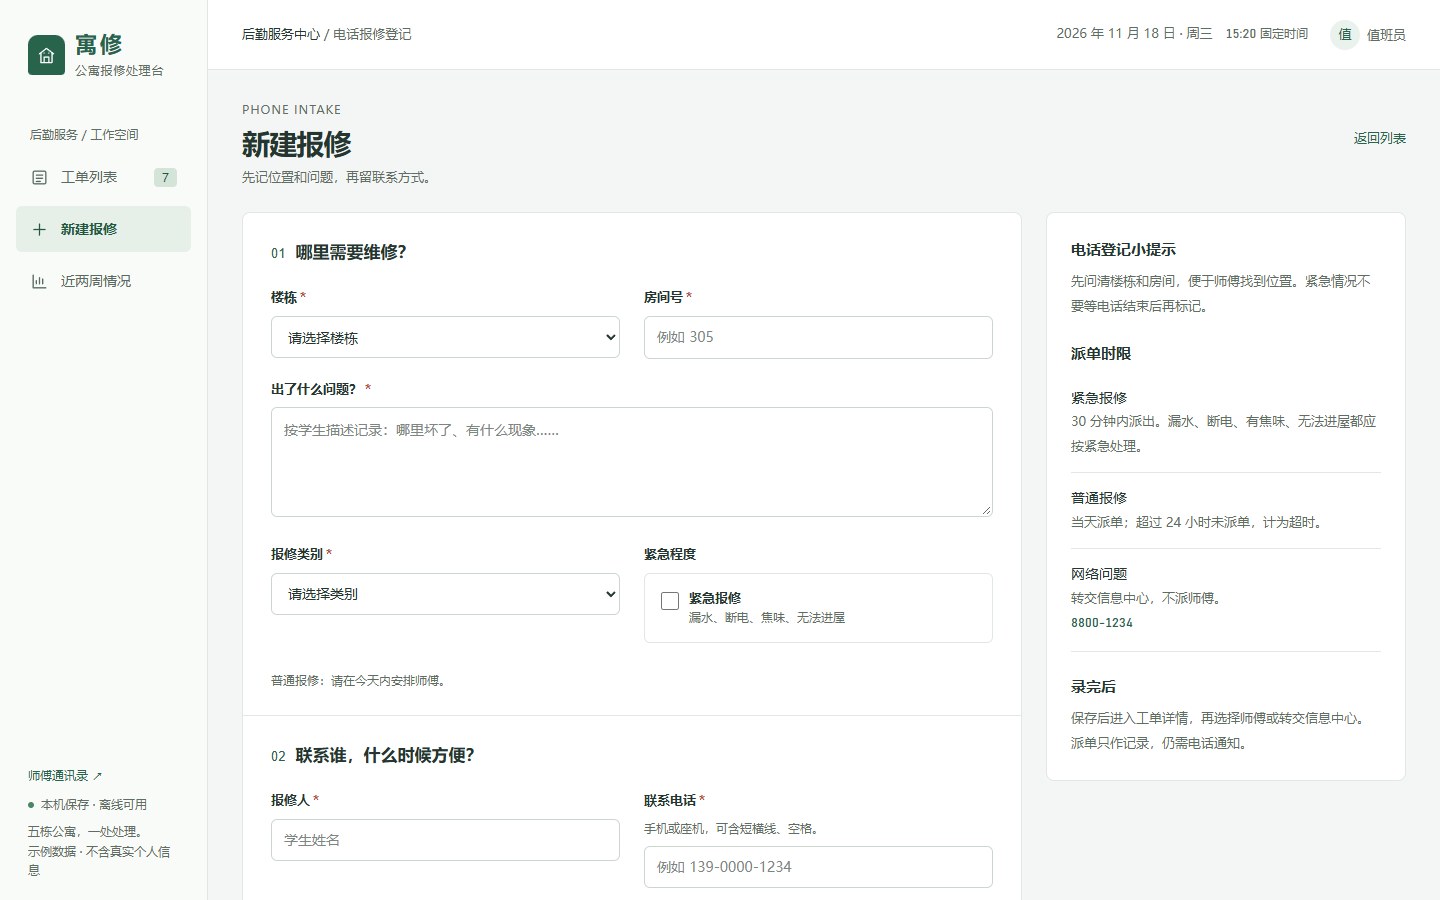 寓修
公寓报修处理台
后勤服务 / 工作空间
工单列表 7
新建报修
近两周情况
师傅通讯录 ↗
本机保存 · 离线可用
五栋公寓，一处处理。
示例数据 · 不含真实个人信
息
后勤服务中心 / 电话报修登记
2026 年 11 月 18 日 · 周三 15:20 固定时间 值 值班员
PHONE INTAKE
新建报修
返回列表
先记位置和问题，再留联系方式。
01 哪里需要维修？
楼栋 *
请选择楼栋
房间号 *
例如 305
出了什么问题？ *
按学生描述记录：哪里坏了、有什么现象……
报修类别 *
请选择类别
紧急程度
紧急报修
漏水、断电、焦味、无法进屋
普通报修：请在今天内安排师傅。
02 联系谁，什么时候方便？
报修人 *
学生姓名
联系电话 *
手机或座机，可含短横线、空格。
例如 139-0000-1234
电话登记小提示
先问清楼栋和房间，便于师傅找到位置。紧急情况不
要等电话结束后再标记。
派单时限
紧急报修
30 分钟内派出。漏水、断电、有焦味、无法进屋都应
按紧急处理。
普通报修
当天派单；超过 24 小时未派单，计为超时。
网络问题
转交信息中心，不派师傅。
8800-1234
录完后
保存后进入工单详情，再选择师傅或转交信息中心。
派单只作记录，仍需电话通知。